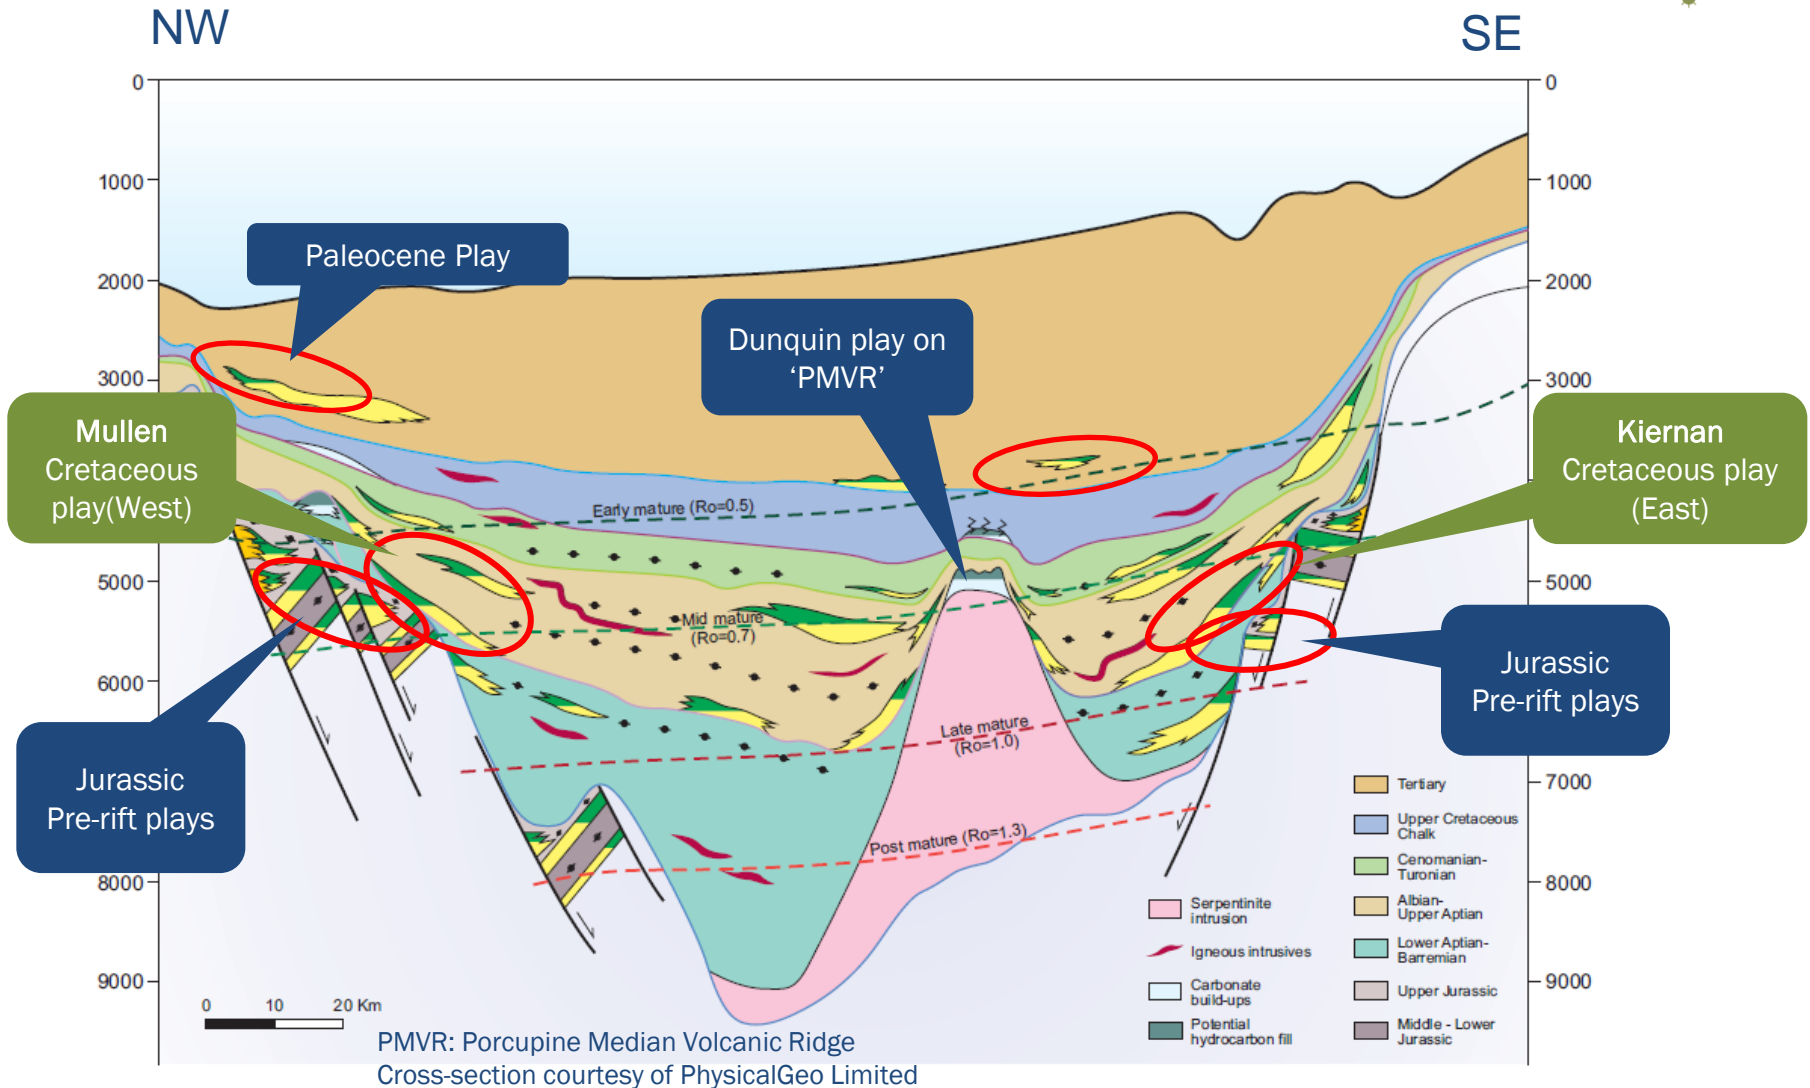 NW
SE
0
1000
2000
3000
5000
6000
8000
9000
0
1000
2000
3000
5000
7000
8000
9000
Paleocene Play
Dunquin play on
‘PMVR’
Mullen
Cretaceous
play(West)
Kiernan
Cretaceous play
(East)
Jurassic
Pre-rift plays
Jurassic
Pre-rift plays
Early mature (Ro=0.5)
Mid mature
(Ro=0.7)
Late mature
(Ro=1.0)
Post mature (Ro=1.3)
Serpentinite
intrusion
Igneous intrusives
Carbonate
build-ups
Potential
hydrocarbon fill
Tertiary
Upper Cretaceous
Chalk
Cenomanian-
Turonian
Albian-
Upper Aptian
Lower Aptian-
Barremian
Upper Jurassic
Middle - Lower
Jurassic
0 10 20 Km
PMVR: Porcupine Median Volcanic Ridge
Cross-section courtesy of PhysicalGeo Limited